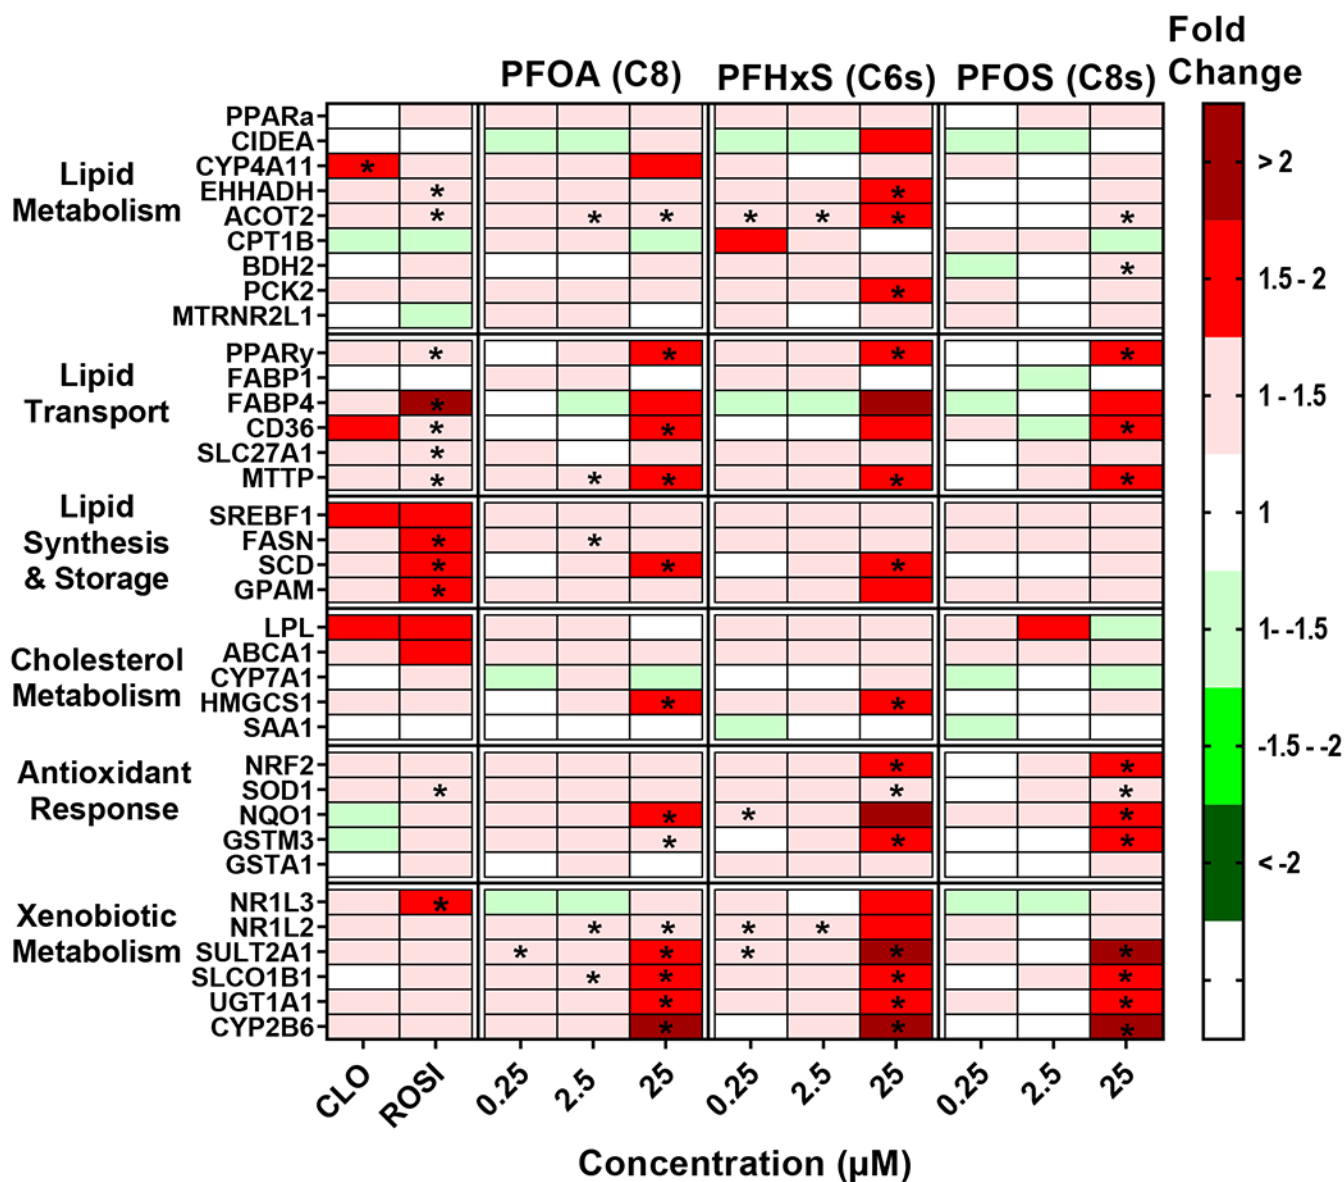 Fold
Change
PFOA (C8)
PFHxS (C6s)
PFOS (C8s)
Lipid
Metabolism
PPARa
CIDEA
CYP4A11
*
EHHADH
* *
ACOT2
* * * * * * *
CPT1B
BDH2
*
PCK2
*
MTRNR2L1
Lipid
Transport
PPARy
* * * *
FABP1
FABP4
*
CD36
* * *
SLC27A1
*
MTTP
* * * * *
Lipid
Synthesis
& Storage
SREBF1
FASN
* *
SCD
* * *
GPAM
*
Cholesterol
Metabolism
LPL
ABCA1
CYP7A1
HMGCS1
* *
SAA1
Antioxidant
Response
NRF2
* *
SOD1
* * *
NQO1
* * *
GSTM3
* * *
GSTA1
Xenobiotic
Metabolism
NR1L3
*
NR1L2
* * * *
SULT2A1
* * * * *
SLCO1B1
* * * *
UGT1A1
* * *
CYP2B6
* * *
> 2
1.5 - 2
1 - 1.5
1
1- -1.5
-1.5 - -2
< -2
CLO
ROSI
0.25
2.5
25
0.25
2.5
25
0.25
2.5
25
Concentration (µM)